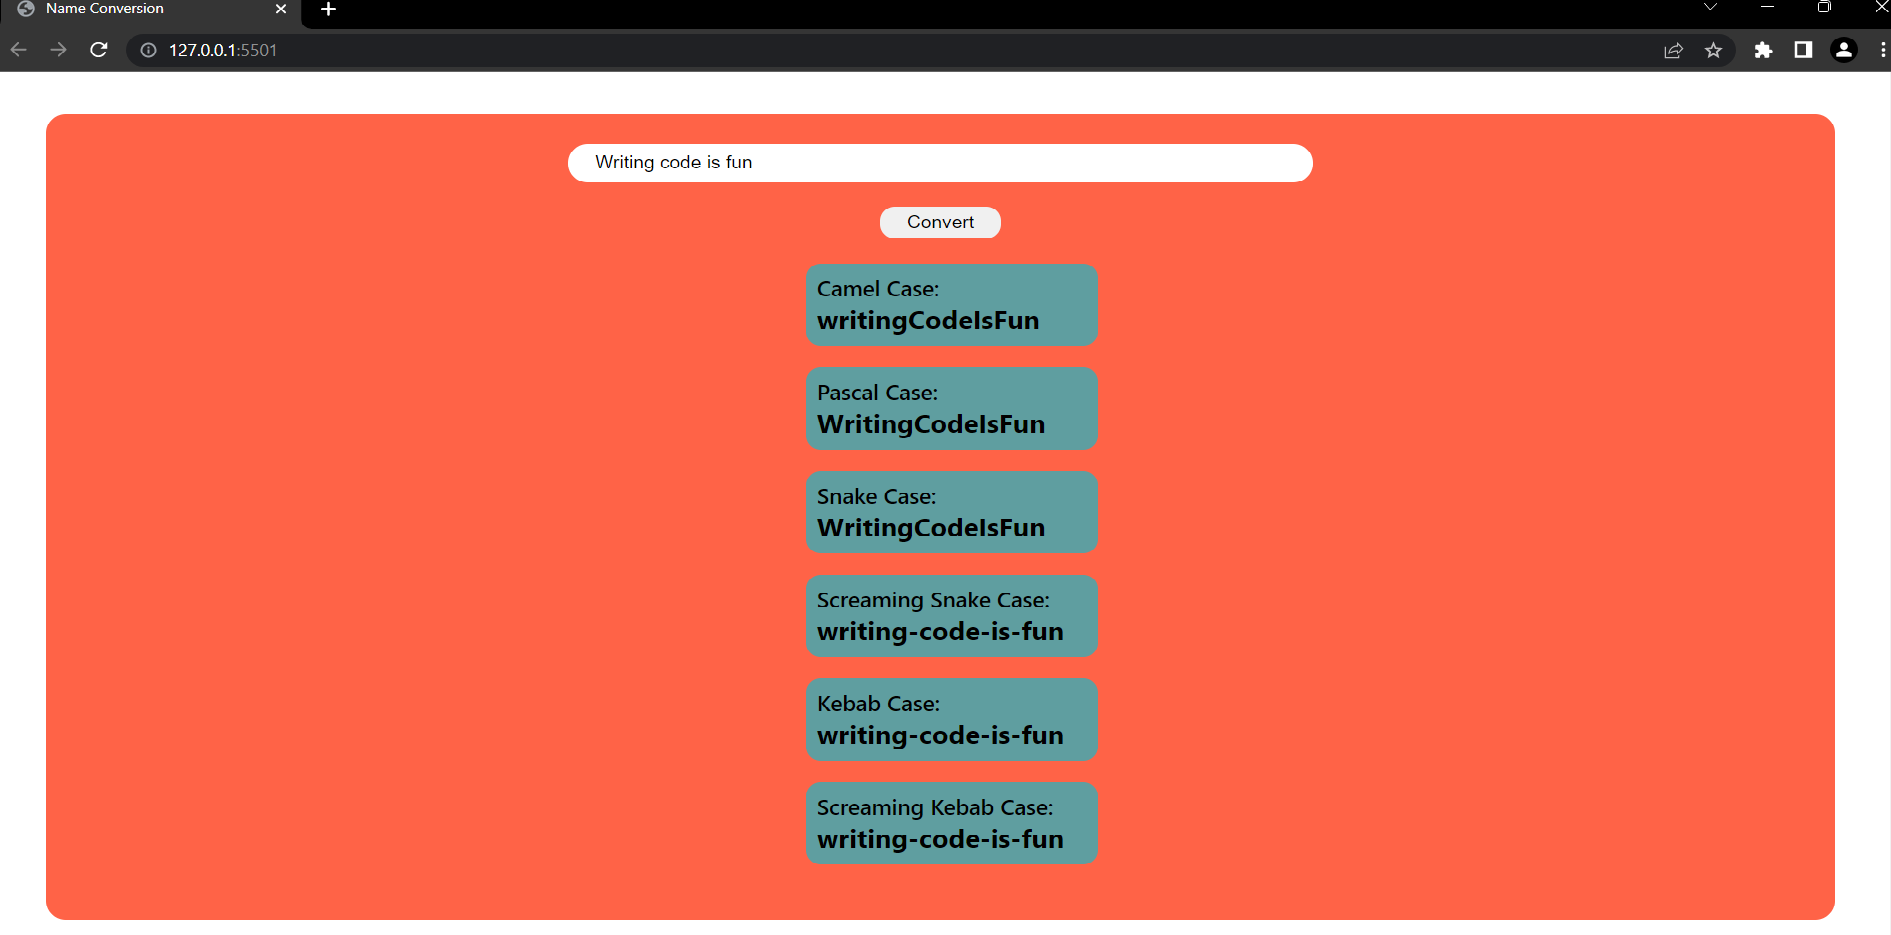 Name Conversion
127.0.0.1:5501
Writing code is fun
Convert
Camel Case:
writingCodeIsFun
Pascal Case:
WritingCodeIsFun
Snake Case:
WritingCodeIsFun
Screaming Snake Case:
writing-code-is-fun
Kebab Case:
writing-code-is-fun
Screaming Kebab Case:
writing-code-is-fun